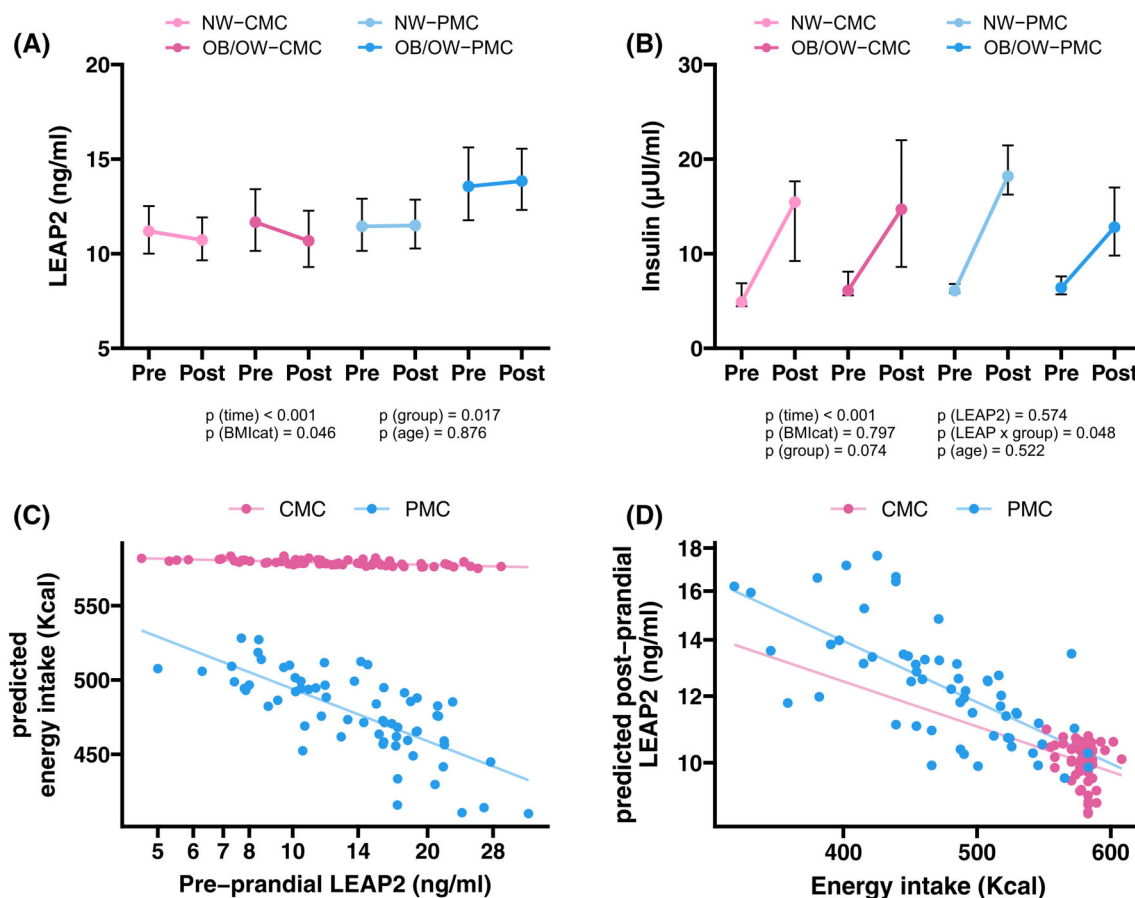 (A)
NW−CMC NW−PMC
OB/OW−CMC OB/OW−PMC
LEAP2 (ng/ml)
20
15
10
5
Pre Post Pre Post Pre Post Pre Post
p (time) < 0.001 p (group) = 0.017
p (BMIcat) = 0.046 p (age) = 0.876
(B)
NW−CMC NW−PMC
OB/OW−CMC OB/OW−PMC
Insulin (µUI/ml)
30
20
10
0
Pre Post Pre Post Pre Post Pre Post
p (time) < 0.001 p (LEAP2) = 0.574
p (BMIcat) = 0.797 p (LEAP x group) = 0.048
p (group) = 0.074 p (age) = 0.522
(C)
CMC PMC
predicted
energy intake (Kcal)
550
500
450
5 6 7 8 10 14 20 28
Pre−prandial LEAP2 (ng/ml)
(D)
CMC PMC
predicted post−prandial
LEAP2 (ng/ml)
18
16
14
12
10
400 500 600
Energy intake (Kcal)